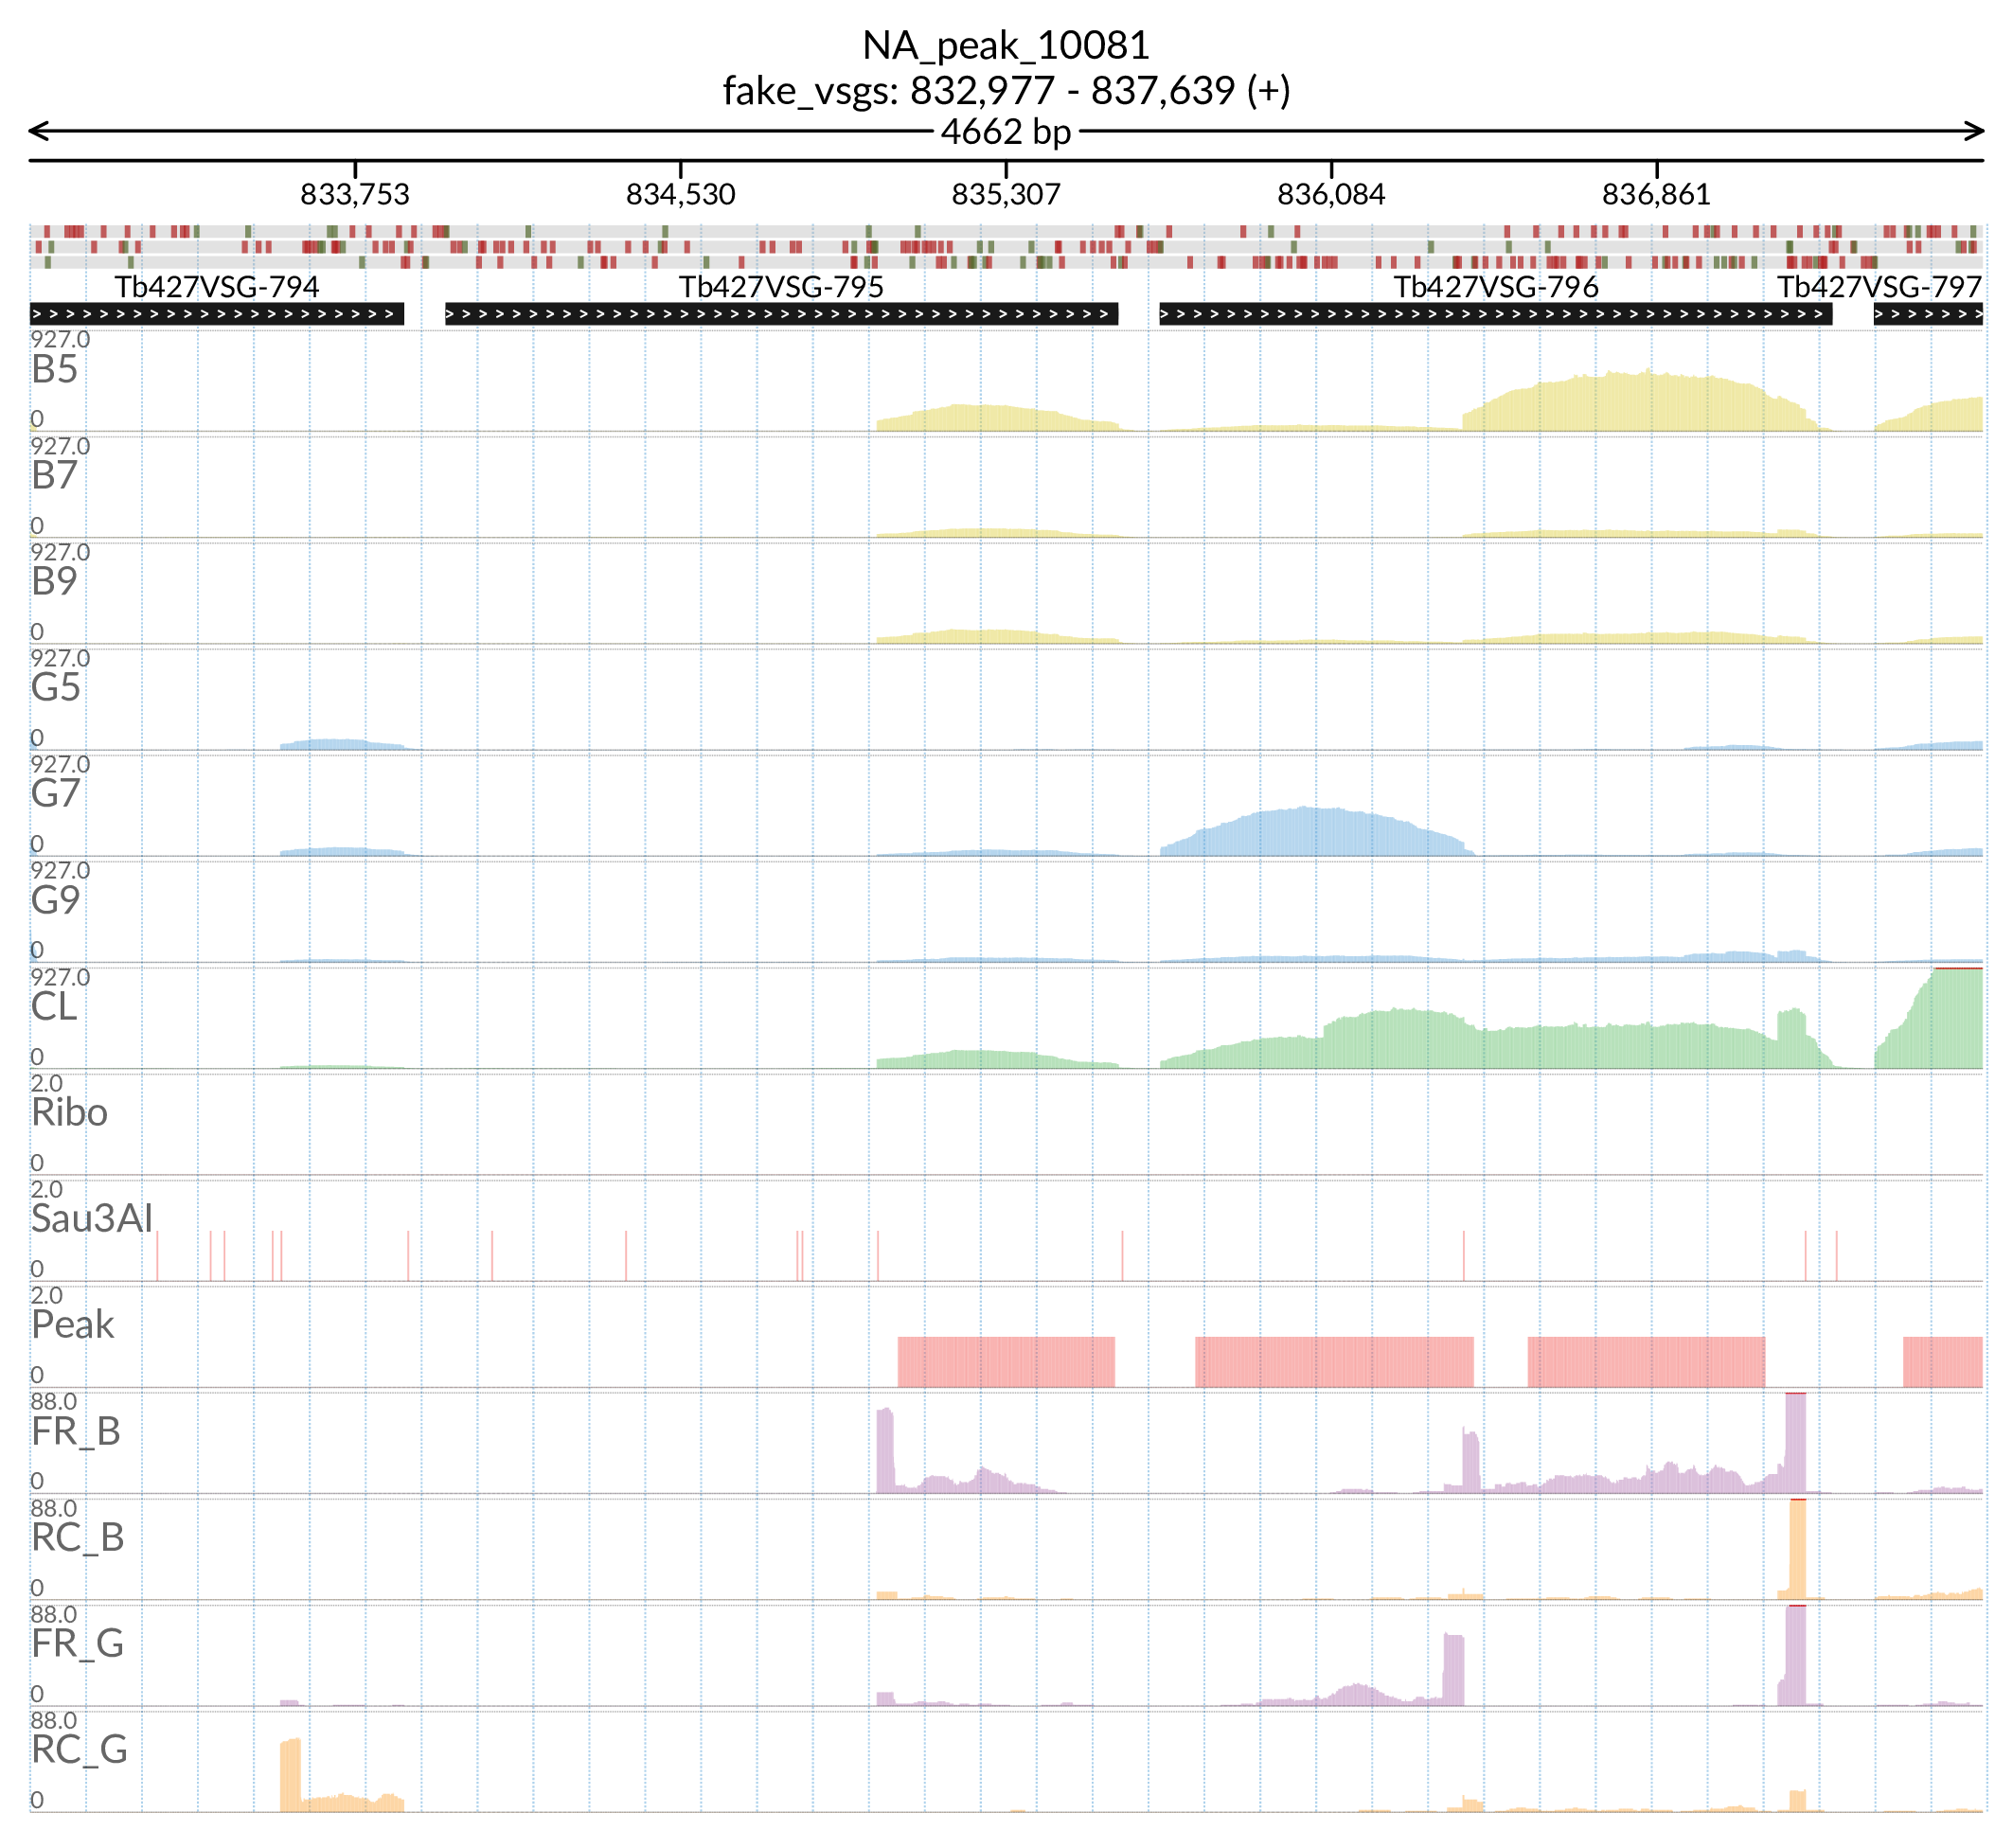 NA_peak_10081
fake_vsgs: 832,977 - 837,639 (+)
4662 bp
833,753 834,530 835,307 836,084 836,861
Tb427VSG-794 Tb427VSG-795 Tb427VSG-796 Tb427VSG-797
927.0
B5
0
927.0
B7
0
927.0
B9
0
927.0
G5
0
927.0
G7
0
927.0
G9
0
927.0
CL
0
2.0
Ribo
0
2.0
Sau3AI
0
2.0
Peak
0
88.0
FR_B
0
88.0
RC_B
0
88.0
FR_G
0
88.0
RC_G
0